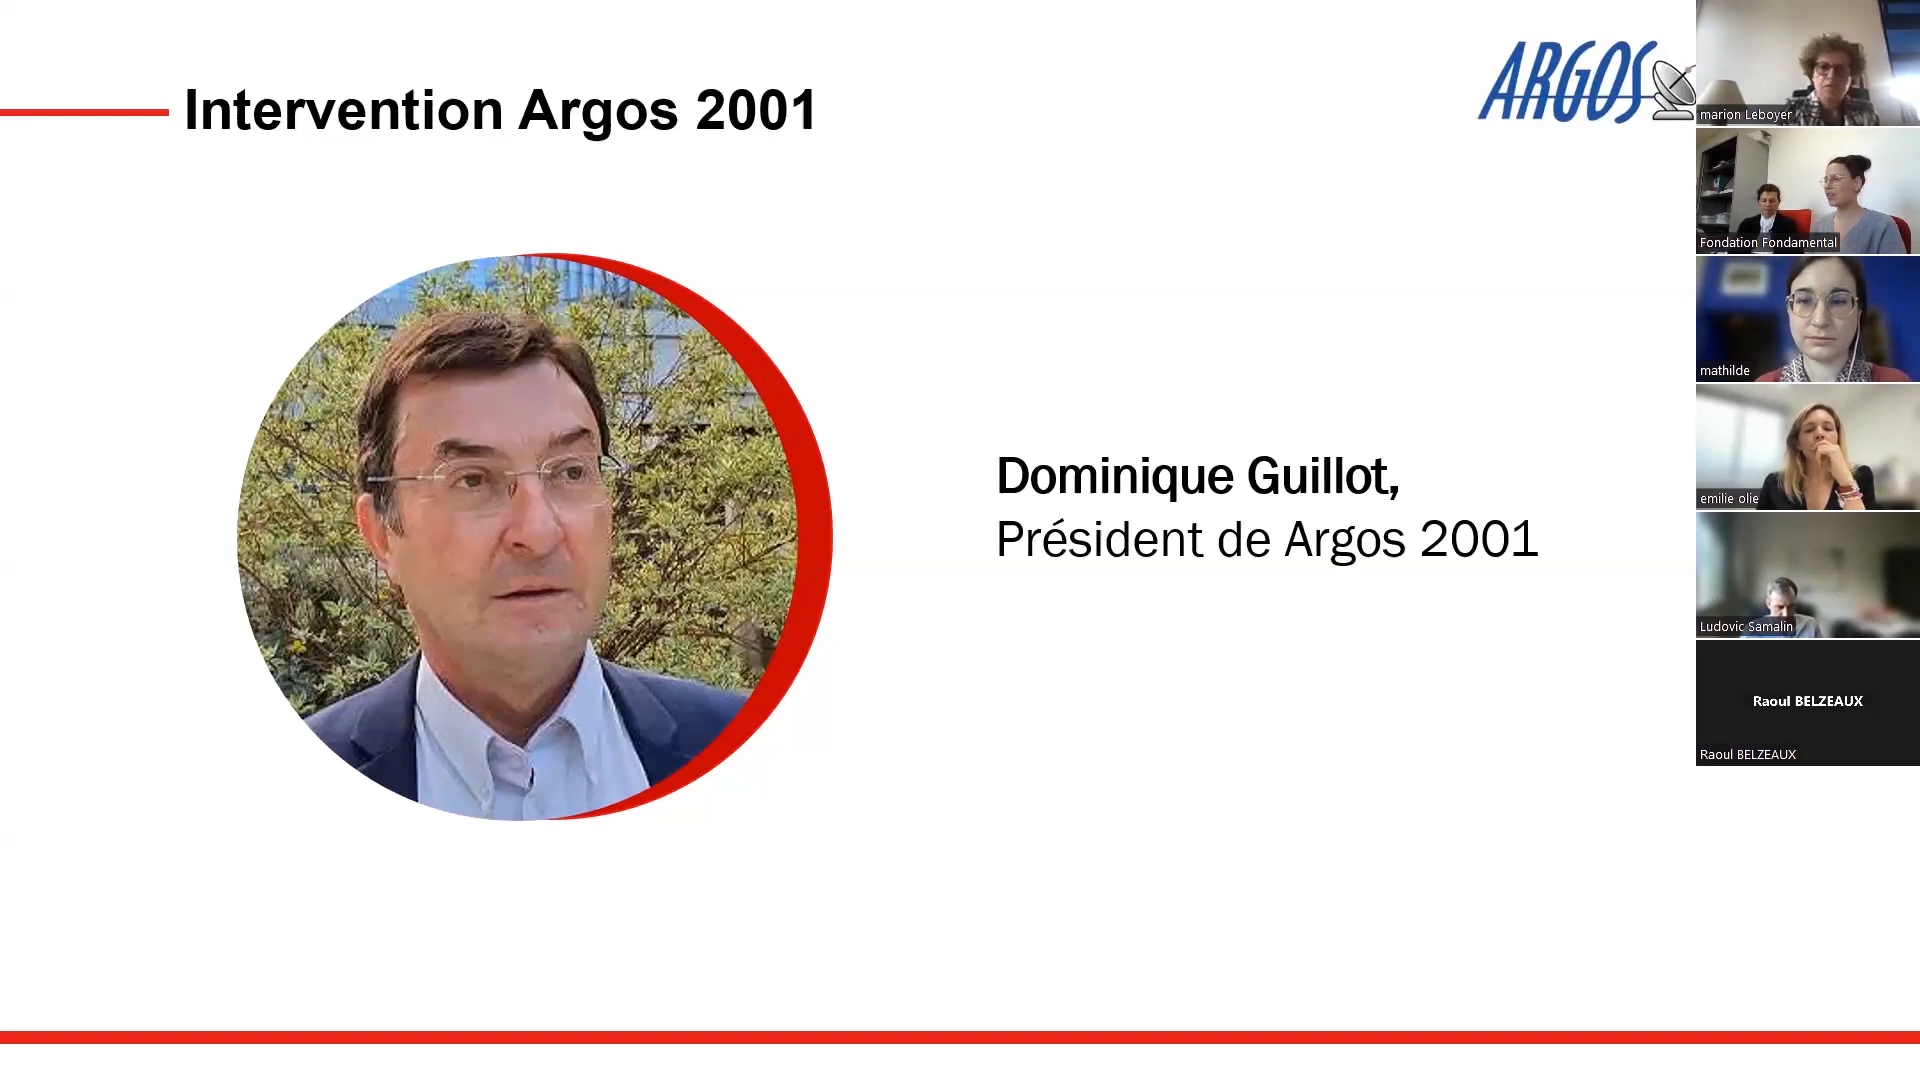 Intervention Argos 2001
ARGOS
Dominique Guillot,
Président de Argos 2001
marion Leboyer
Fondation Fondamental
mathilde
emilie olie
Ludovic Samalin
Raoul BELZEAUX
Raoul BELZEAUX